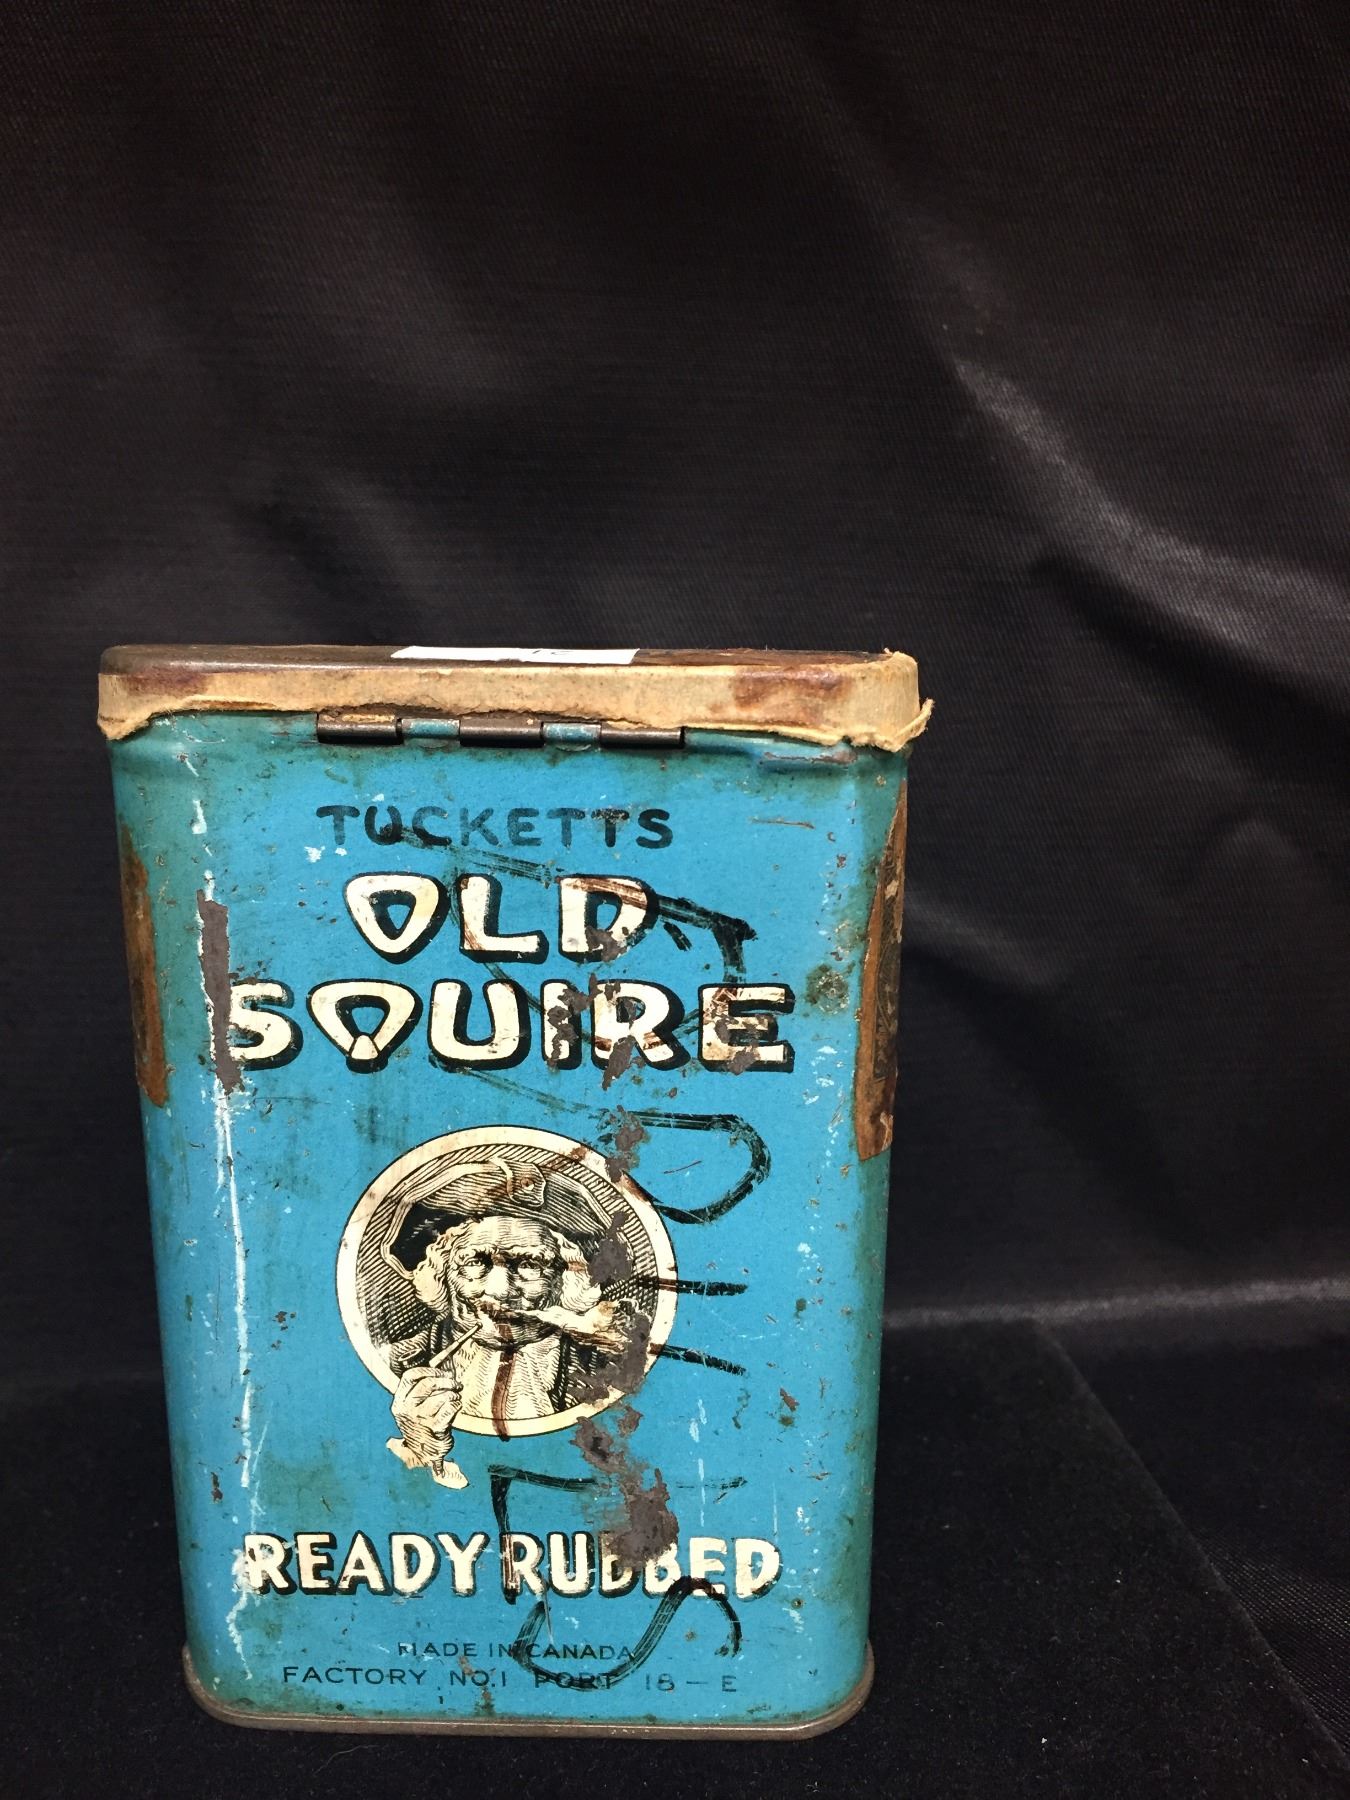 TUCKETTS
OLD
SQUIRE
READY RUBBED
MADE IN CANADA
FACTORY NO.1 PORT 18 - E